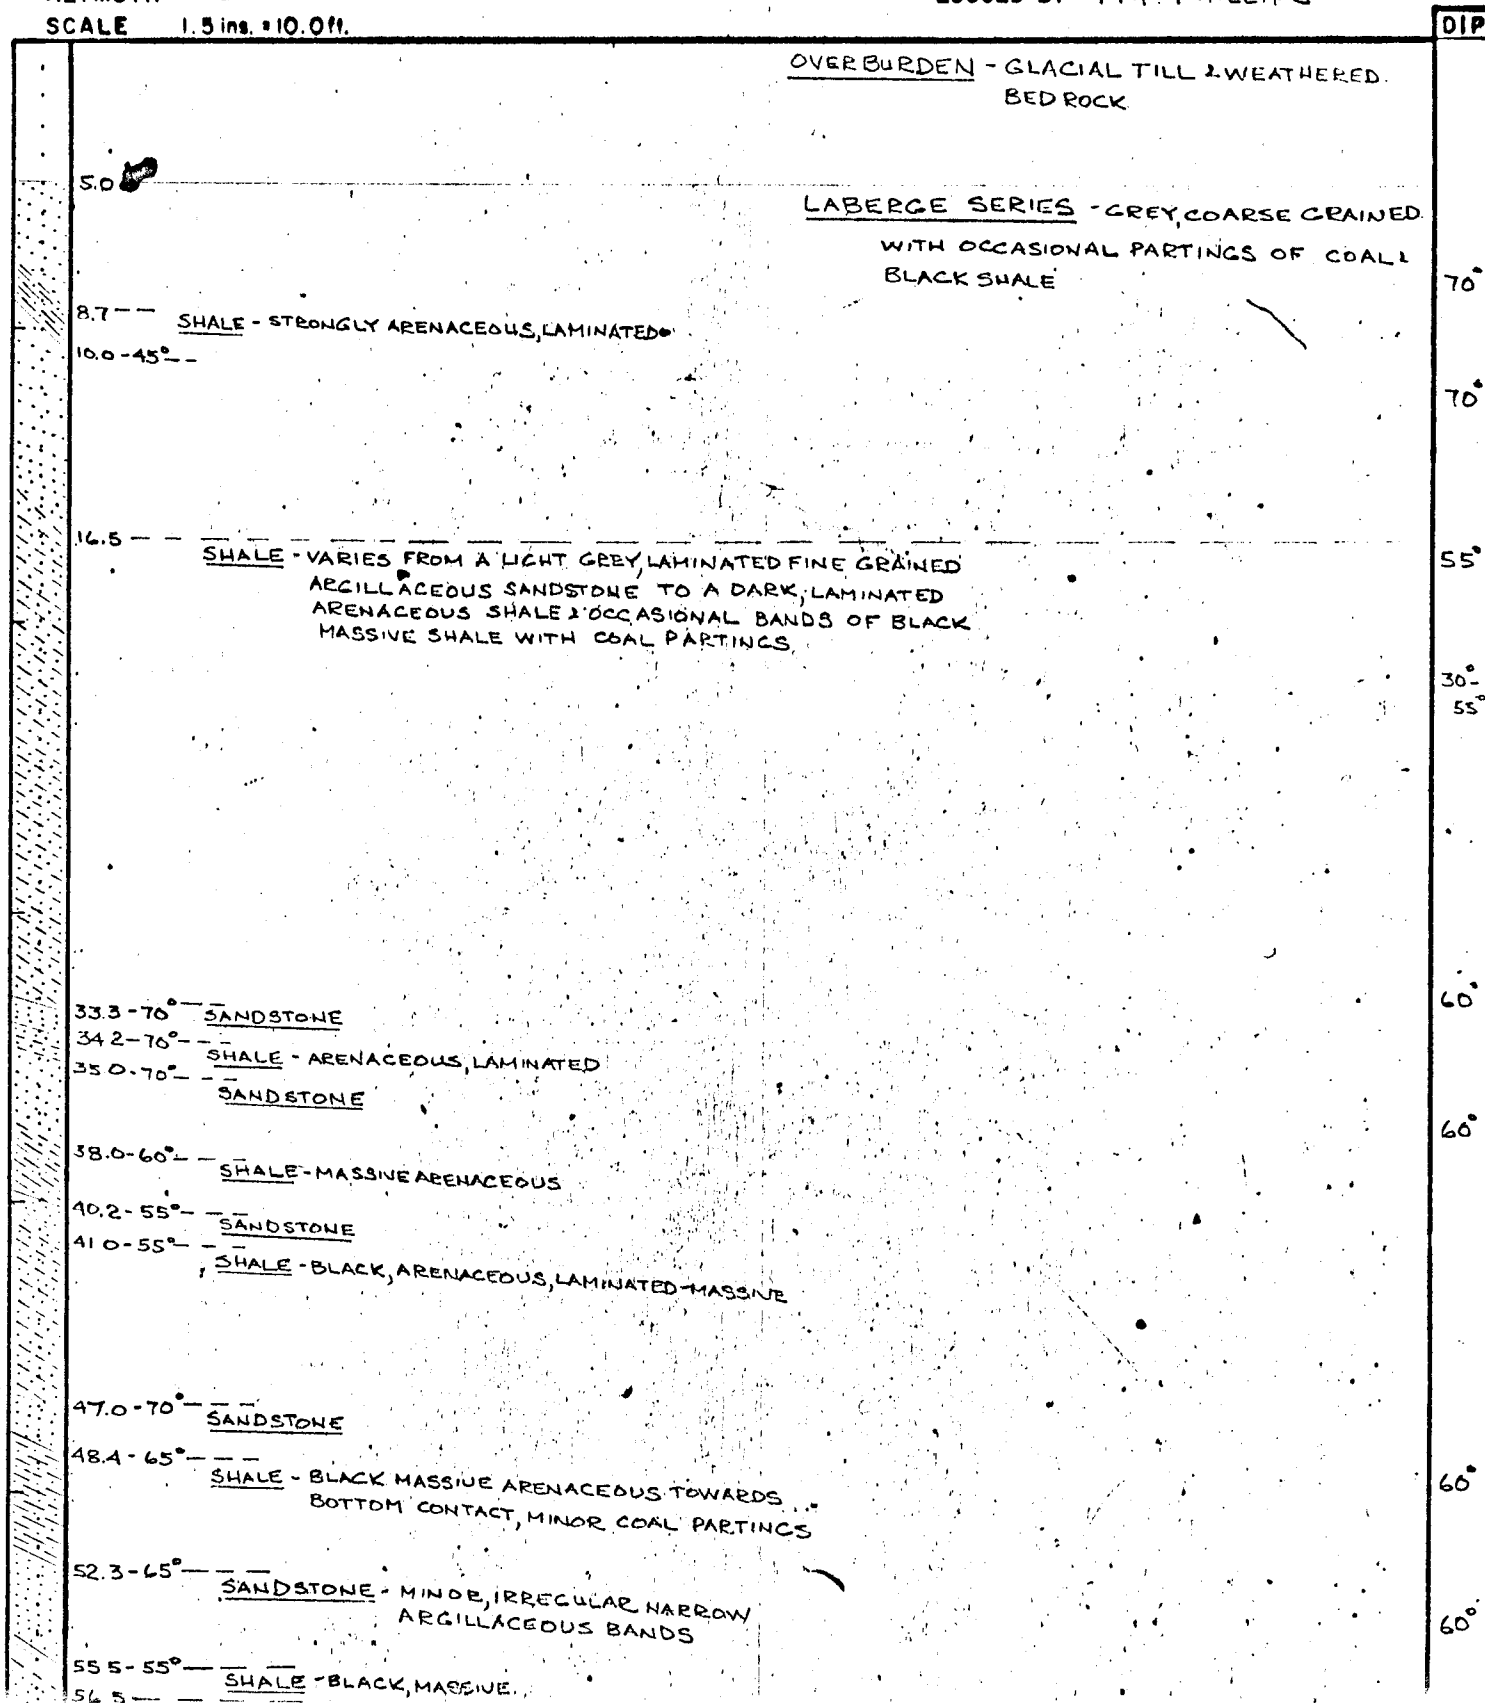 SCALE 1.5 ins. = 10.0 ft.
DIP
OVERBURDEN - GLACIAL TILL & WEATHERED.
BEDROCK
5.0
LABERGE SERIES - GREY, COARSE GRAINED.
WITH OCCASIONAL PARTINGS OF COAL &
BLACK SHALE
70°
8.7
SHALE - STRONGLY ARENACEOUS, LAMINATED
10.0 - 45°
70°
16.5
SHALE - VARIES FROM A LIGHT GREY, LAMINATED FINE GRAINED
ARGILLACEOUS SANDSTONE TO A DARK, LAMINATED
ARENACEOUS SHALE & OCCASIONAL BANDS OF BLACK
MASSIVE SHALE WITH COAL PARTINGS.
55°
30° -
55°
33.3 - 70° SANDSTONE
60°
34.2 - 70°
SHALE - ARENACEOUS, LAMINATED
35.0 - 70°
SANDSTONE
60°
38.0 - 60°
SHALE - MASSIVE ARENACEOUS
40.2 - 55°
SANDSTONE
41.0 - 55°
SHALE - BLACK, ARENACEOUS, LAMINATED-MASSIVE
47.0 - 70°
SANDSTONE
48.4 - 65°
SHALE - BLACK MASSIVE ARENACEOUS TOWARDS
BOTTOM CONTACT, MINOR COAL PARTINGS
60°
52.3 - 65°
SANDSTONE - MINOR, IRREGULAR NARROW
ARGILLACEOUS BANDS
60°
55.5 - 55°
SHALE - BLACK, MASSIVE.
56.5